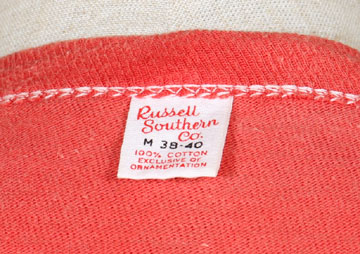 Russell
Southern
Co.
M 38-40
100% COTTON
EXCLUSIVE OF
ORNAMENTATION